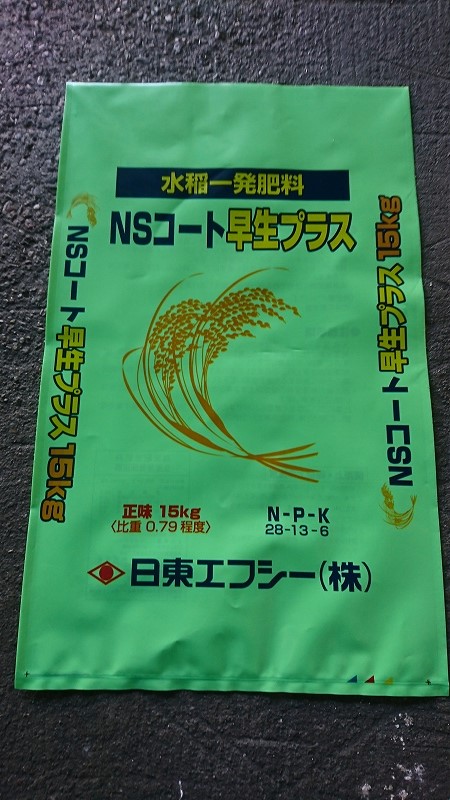 水稲一発肥料
NSコート早生プラス
NSコート 早生プラス 15kg
NSコート 早生プラス 15kg
正味 15kg
〈比重 0.79 程度〉
N-P-K
28-13-6
日東エフシー(株)